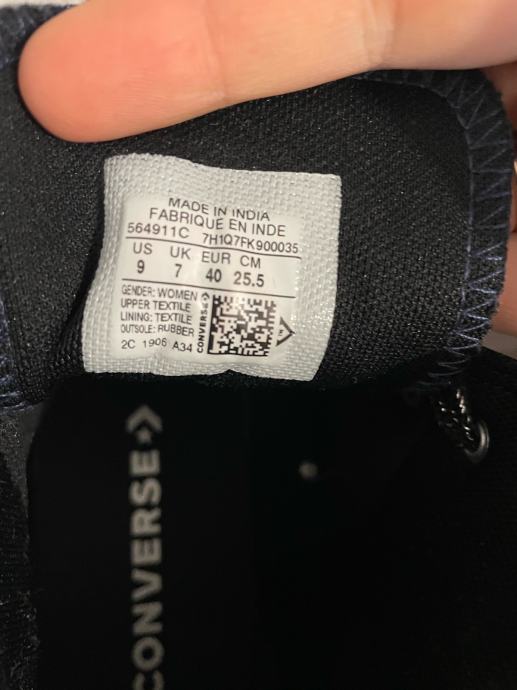 MADE IN INDIA
FABRIQUE EN INDE
564911C 7H1Q7FK900035
US UK EUR CM
9 7 40 25.5
GENDER: WOMEN
UPPER TEXTILE
LINING: TEXTILE
OUTSOLE: RUBBER
2C 1906 A34
CONVERSE
CONVERSE